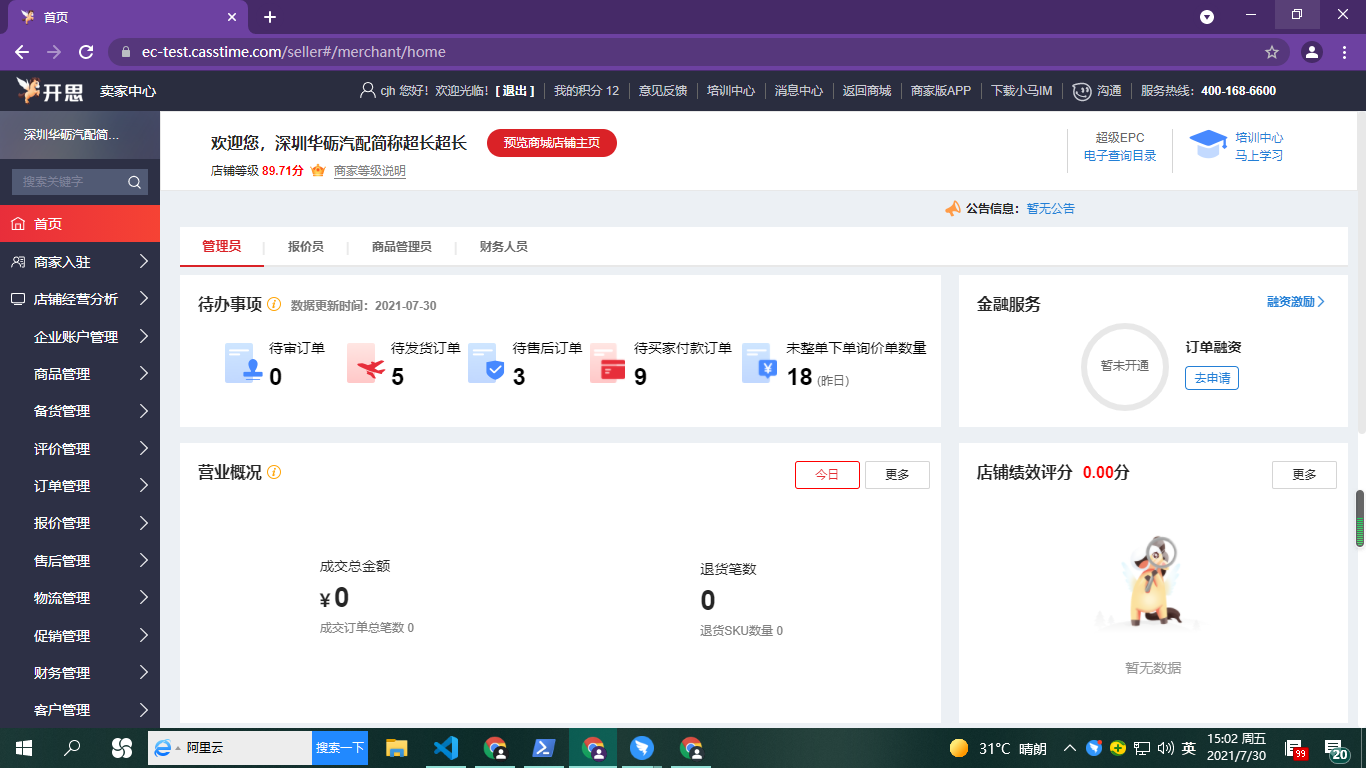 首页
ec-test.casstime.com/seller#/merchant/home
开思 卖家中心
cjh 您好！欢迎光临！ [ 退出 ] 我的积分 12 意见反馈 培训中心 消息中心 返回商城 商家版APP 下载小马IM 沟通 服务热线：400-168-6600
深圳华砺汽配简...
搜索关键字
首页
商家入驻
店铺经营分析
企业账户管理
商品管理
备货管理
评价管理
订单管理
报价管理
售后管理
物流管理
促销管理
财务管理
客户管理
欢迎您，深圳华砺汽配简称超长超长 预览商城店铺主页
店铺等级 89.71分 商家等级说明
超级EPC
电子查询目录
培训中心
马上学习
公告信息： 暂无公告
管理员 报价员 商品管理员 财务人员
待办事项 数据更新时间：2021-07-30
待审订单
0
待发货订单
5
待售后订单
3
待买家付款订单
9
未整单下单询价单数量
18 (昨日)
金融服务 融资激励
暂未开通
订单融资
去申请
营业概况 今日 更多
成交总金额
¥ 0
成交订单总笔数 0
退货笔数
0
退货SKU数量 0
店铺绩效评分 0.00分 更多
暂无数据
阿里云 搜索一下
31°C 晴朗
英
15:02 周五
2021/7/30
99
20